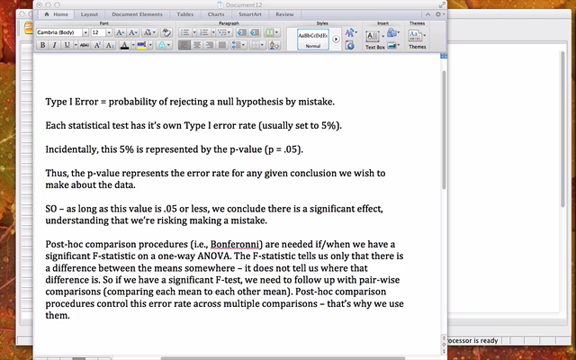 Document12
Home Layout Document Elements Tables Charts SmartArt Review
Font Paragraph Styles Insert Themes
Cambria (Body) 12
AaBbCcDdEe
Normal Text Box Themes
Type I Error = probability of rejecting a null hypothesis by mistake.
Each statistical test has it's own Type I error rate (usually set to 5%).
Incidentally, this 5% is represented by the p-value (p = .05).
Thus, the p-value represents the error rate for any given conclusion we wish to
make about the data.
SO – as long as this value is .05 or less, we conclude there is a significant effect,
understanding that we're risking making a mistake.
Post-hoc comparison procedures (i.e., Bonferonni) are needed if/when we have a
significant F-statistic on a one-way ANOVA. The F-statistic tells us only that there is
a difference between the means somewhere – it does not tell us where that
difference is. So if we have a significant F-test, we need to follow up with pair-wise
comparisons (comparing each mean to each other mean). Post-hoc comparison
procedures control this error rate across multiple comparisons – that's why we use
them.
rocessor is ready